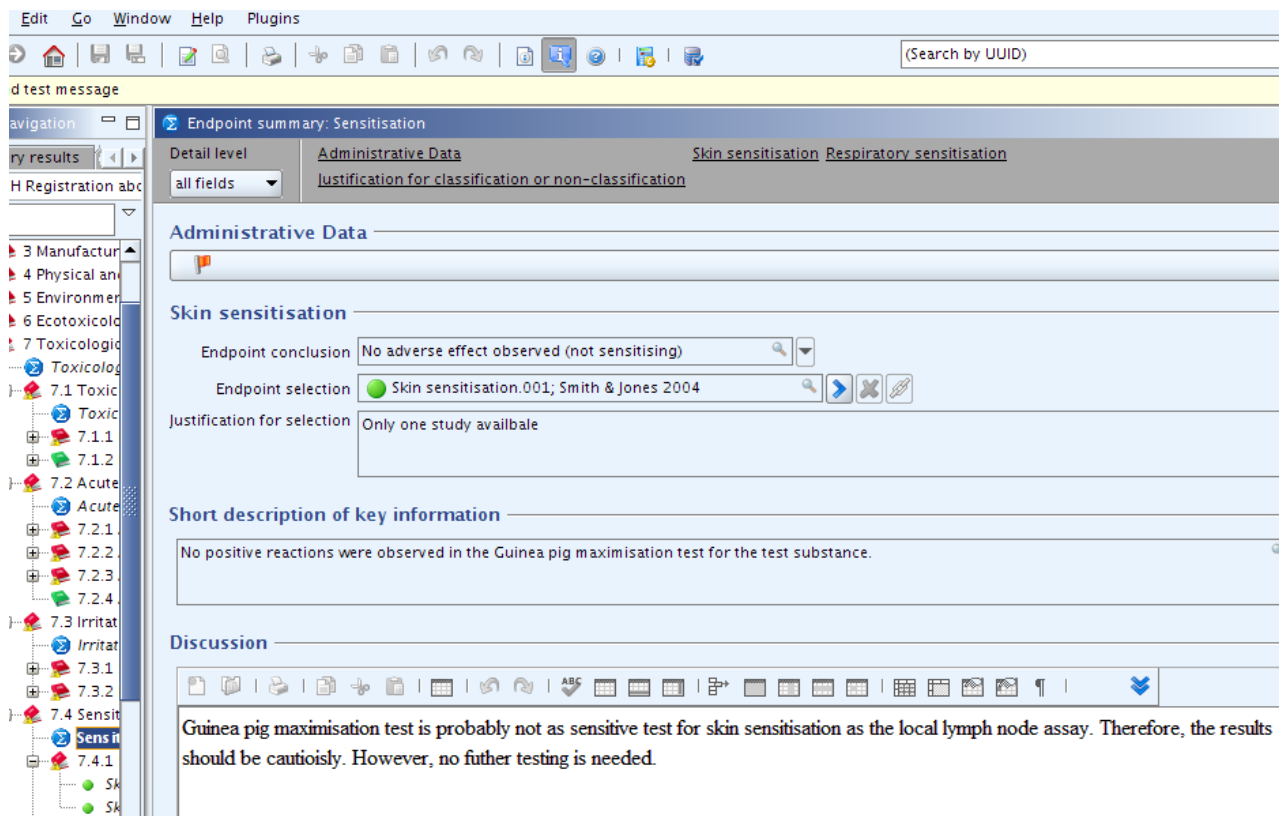 Edit Go Window Help Plugins
(Search by UUID)
d test message
avigation
Endpoint summary: Sensitisation
ry results
Detail level
Administrative Data
Skin sensitisation Respiratory sensitisation
H Registration abc
all fields
Justification for classification or non-classification
Administrative Data
3 Manufactur
4 Physical an
5 Environmer
6 Ecotoxicolo
7 Toxicologic
Toxicolog
7.1 Toxic
Toxic
7.1.1
7.1.2
7.2 Acute
Acute
7.2.1
7.2.2
7.2.3
7.2.4
7.3 Irritat
Irritat
7.3.1
7.3.2
7.4 Sensit
Sensit
7.4.1
Sk
Sk
Skin sensitisation
Endpoint conclusion No adverse effect observed (not sensitising)
Endpoint selection Skin sensitisation.001; Smith & Jones 2004
Justification for selection Only one study availbale
Short description of key information
No positive reactions were observed in the Guinea pig maximisation test for the test substance.
Discussion
ABC
Guinea pig maximisation test is probably not as sensitive test for skin sensitisation as the local lymph node assay. Therefore, the results
should be cautioisly. However, no futher testing is needed.